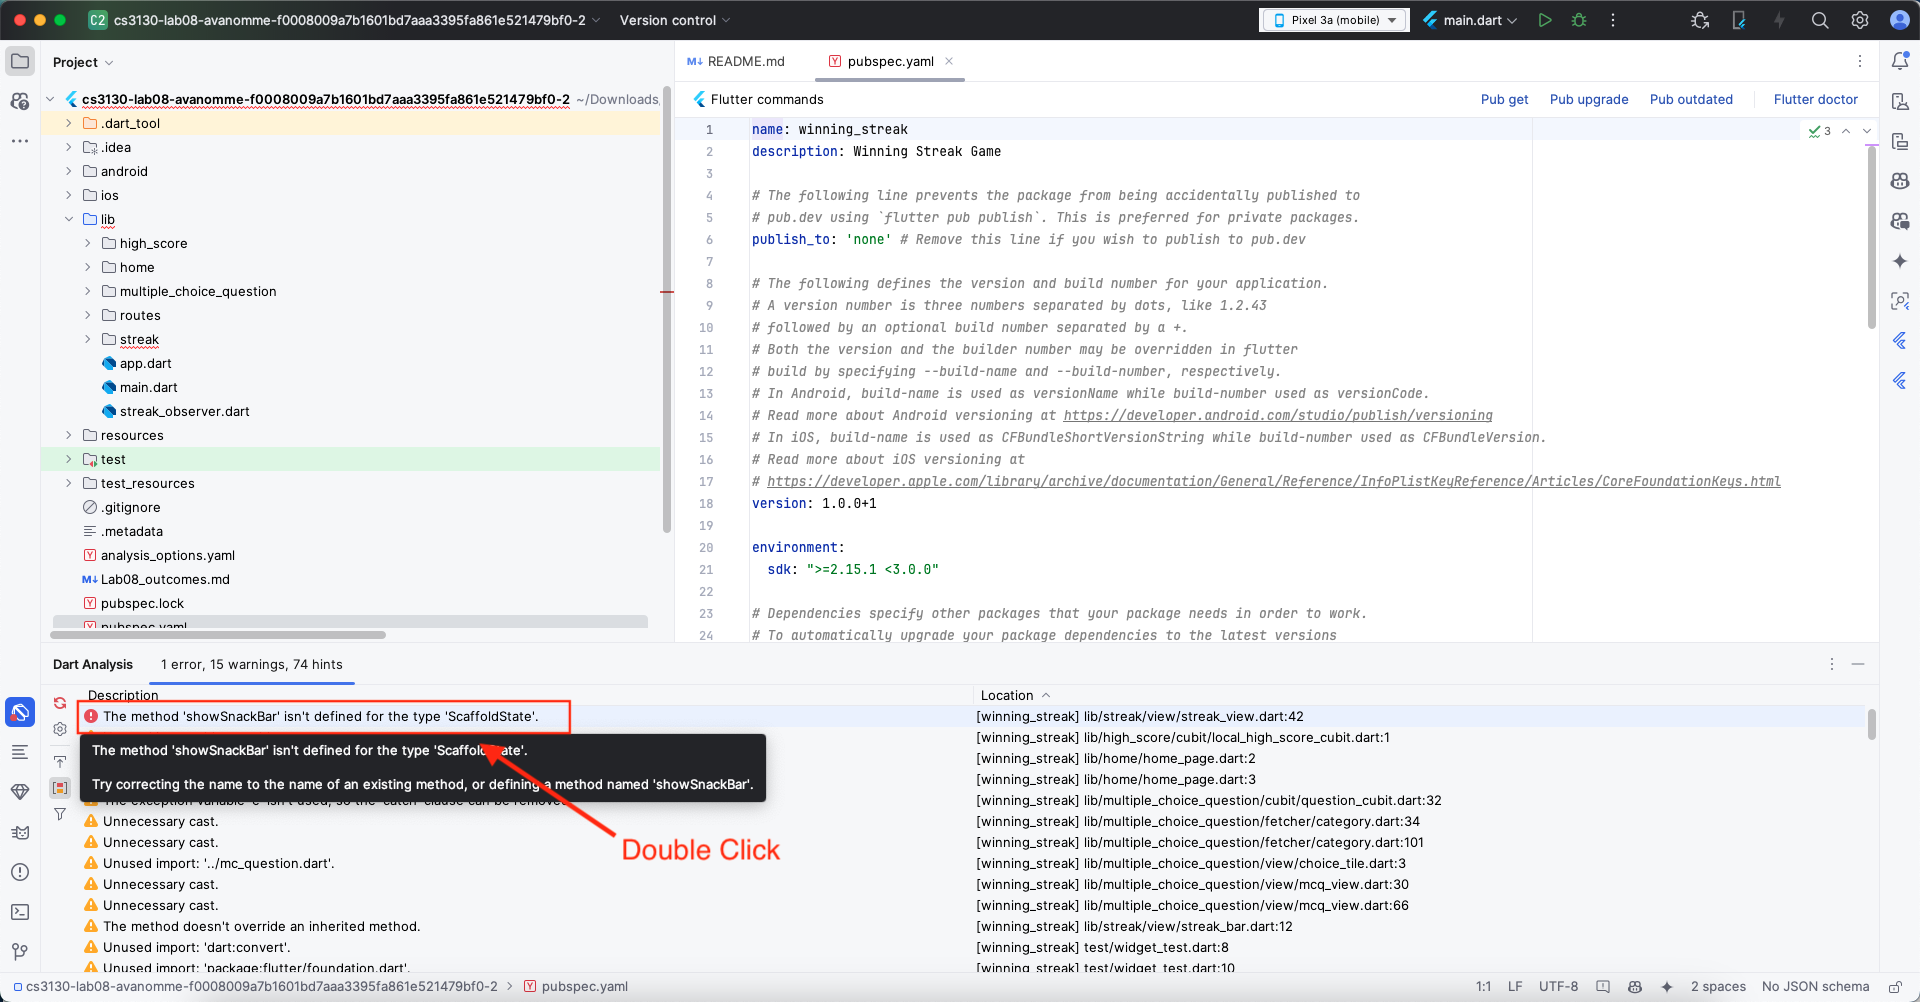 C2 cs3130-lab08-avanomme-f0008009a7b1601bd7aaa3395fa861e521479bf0-2 Version control Pixel 3a (mobile) main.dart
Project
README.md pubspec.yaml
Flutter commands Pub get Pub upgrade Pub outdated Flutter doctor
3
cs3130-lab08-avanomme-f0008009a7b1601bd7aaa3395fa861e521479bf0-2 ~/Downloads
.dart_tool
.idea
android
ios
lib
high_score
home
multiple_choice_question
routes
streak
app.dart
main.dart
streak_observer.dart
resources
test
test_resources
.gitignore
.metadata
analysis_options.yaml
Lab08_outcomes.md
pubspec.lock
pubspec.yaml
1 name: winning_streak
2 description: Winning Streak Game
3
4 # The following line prevents the package from being accidentally published to
5 # pub.dev using `flutter pub publish`. This is preferred for private packages.
6 publish_to: 'none' # Remove this line if you wish to publish to pub.dev
7
8 # The following defines the version and build number for your application.
9 # A version number is three numbers separated by dots, like 1.2.43
10 # followed by an optional build number separated by a +.
11 # Both the version and the builder number may be overridden in flutter
12 # build by specifying --build-name and --build-number, respectively.
13 # In Android, build-name is used as versionName while build-number used as versionCode.
14 # Read more about Android versioning at https://developer.android.com/studio/publish/versioning
15 # In iOS, build-name is used as CFBundleShortVersionString while build-number used as CFBundleVersion.
16 # Read more about iOS versioning at
17 # https://developer.apple.com/library/archive/documentation/General/Reference/InfoPlistKeyReference/Articles/CoreFoundationKeys.html
18 version: 1.0.0+1
19
20 environment:
21 sdk: ">=2.15.1 <3.0.0"
22
23 # Dependencies specify other packages that your package needs in order to work.
24 # To automatically upgrade your package dependencies to the latest versions
Dart Analysis 1 error, 15 warnings, 74 hints
Description Location
The method 'showSnackBar' isn't defined for the type 'ScaffoldState'. [winning_streak] lib/streak/view/streak_view.dart:42
[winning_streak] lib/high_score/cubit/local_high_score_cubit.dart:1
The method 'showSnackBar' isn't defined for the type 'ScaffoldState'.
[winning_streak] lib/home/home_page.dart:2
[winning_streak] lib/home/home_page.dart:3
Try correcting the name to the name of an existing method, or defining a method named 'showSnackBar'.
The exception variable 'e' isn't used, so the 'catch' clause can be removed. [winning_streak] lib/multiple_choice_question/cubit/question_cubit.dart:32
Unnecessary cast. [winning_streak] lib/multiple_choice_question/fetcher/category.dart:34
Unnecessary cast. [winning_streak] lib/multiple_choice_question/fetcher/category.dart:101
Double Click
Unused import: '../mc_question.dart'. [winning_streak] lib/multiple_choice_question/view/choice_tile.dart:3
Unnecessary cast. [winning_streak] lib/multiple_choice_question/view/mcq_view.dart:30
Unnecessary cast. [winning_streak] lib/multiple_choice_question/view/mcq_view.dart:66
The method doesn't override an inherited method. [winning_streak] lib/streak/view/streak_bar.dart:12
Unused import: 'dart:convert'. [winning_streak] test/widget_test.dart:8
Unused import: 'package:flutter/foundation.dart'. [winning_streak] test/widget_test.dart:10
cs3130-lab08-avanomme-f0008009a7b1601bd7aaa3395fa861e521479bf0-2 > pubspec.yaml 1:1 LF UTF-8 2 spaces No JSON schema